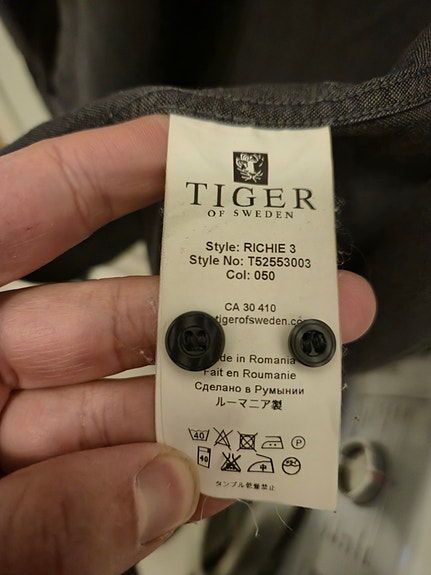 TIGER
OF SWEDEN
Style: RICHIE 3
Style No: T52553003
Col: 050
CA 30 410
tigerofsweden.co
in Romania
Fait en Roumanie
Сделано в Румынии
ルーマニア製
40
P
40
中
タンブル乾燥禁止